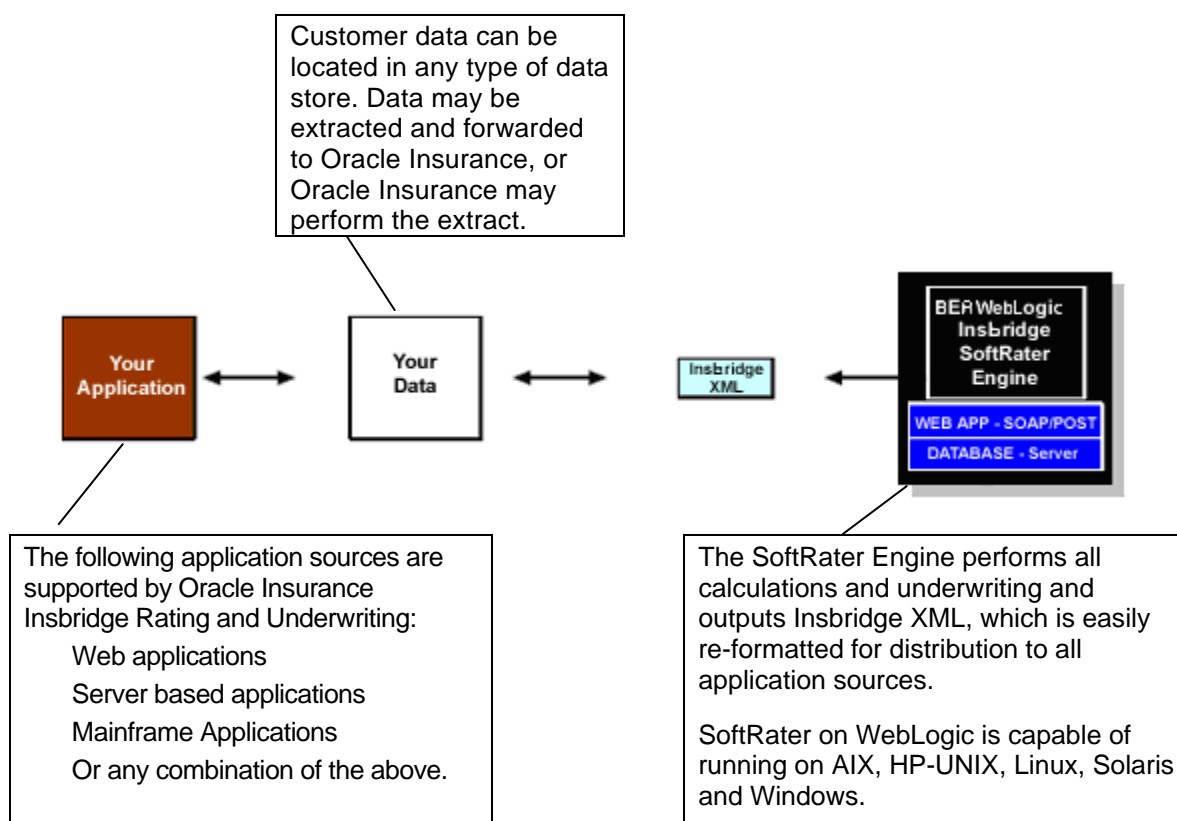 Customer data can be
located in any type of data
store. Data may be
extracted and forwarded
to Oracle Insurance, or
Oracle Insurance may
perform the extract.
Your
Application
Your
Data
Insbridge
XML
BEA WebLogic
Insbridge
SoftRater
Engine
WEB APP - SOAP/POST
DATABASE - Server
The following application sources are
supported by Oracle Insurance
Insbridge Rating and Underwriting:
Web applications
Server based applications
Mainframe Applications
Or any combination of the above.
The SoftRater Engine performs all
calculations and underwriting and
outputs Insbridge XML, which is easily
re-formatted for distribution to all
application sources.
SoftRater on WebLogic is capable of
running on AIX, HP-UNIX, Linux, Solaris
and Windows.